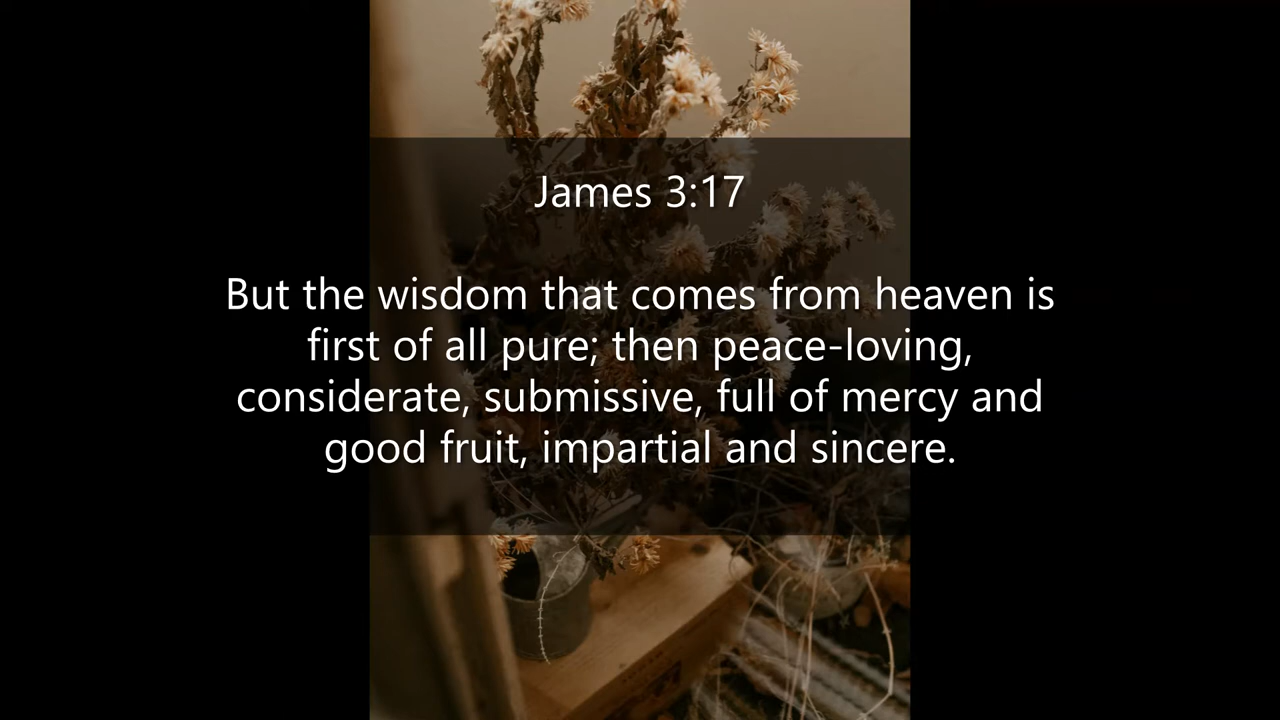 James 3:17
But the wisdom that comes from heaven is
first of all pure; then peace-loving,
considerate, submissive, full of mercy and
good fruit, impartial and sincere.